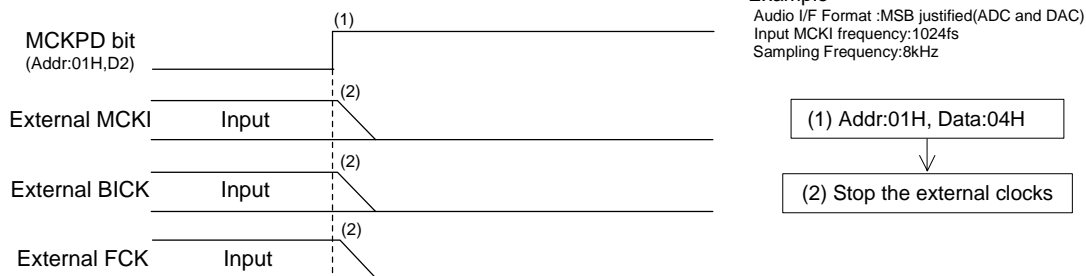 Example
Audio I/F Format :MSB justified(ADC and DAC)
Input MCKI frequency:1024fs
Sampling Frequency:8kHz
(1)
MCKPD bit
(Addr:01H,D2)
(2)
External MCKI
Input
(2)
External BICK
Input
(2)
External FCK
Input
(1) Addr:01H, Data:04H
(2) Stop the external clocks